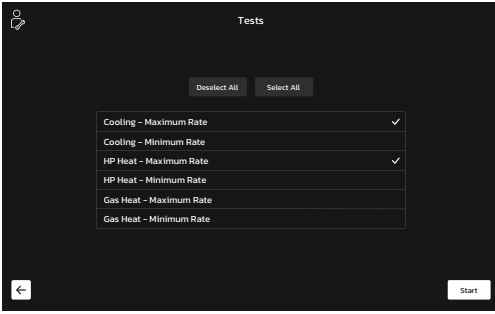 Tests
Deselect All
Select All
Cooling - Maximum Rate
Cooling - Minimum Rate
HP Heat - Maximum Rate
HP Heat - Minimum Rate
Gas Heat - Maximum Rate
Gas Heat - Minimum Rate
Start